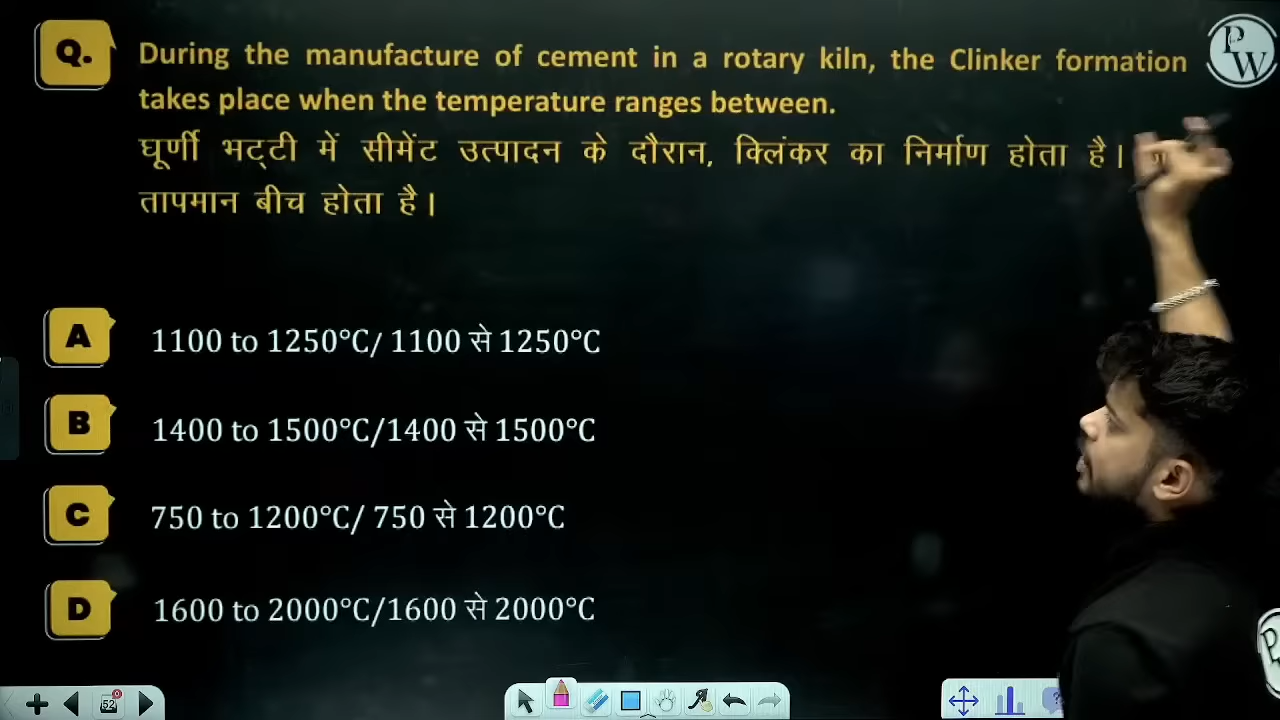 Q.
During the manufacture of cement in a rotary kiln, the Clinker formation
takes place when the temperature ranges between.
घूर्णी भट्टी में सीमेंट उत्पादन के दौरान, क्लिंकर का निर्माण होता है।
तापमान बीच होता है।
A
1100 to 1250°C/ 1100 से 1250°C
B
1400 to 1500°C/1400 से 1500°C
C
750 to 1200°C/ 750 से 1200°C
D
1600 to 2000°C/1600 से 2000°C
P
W
52
0